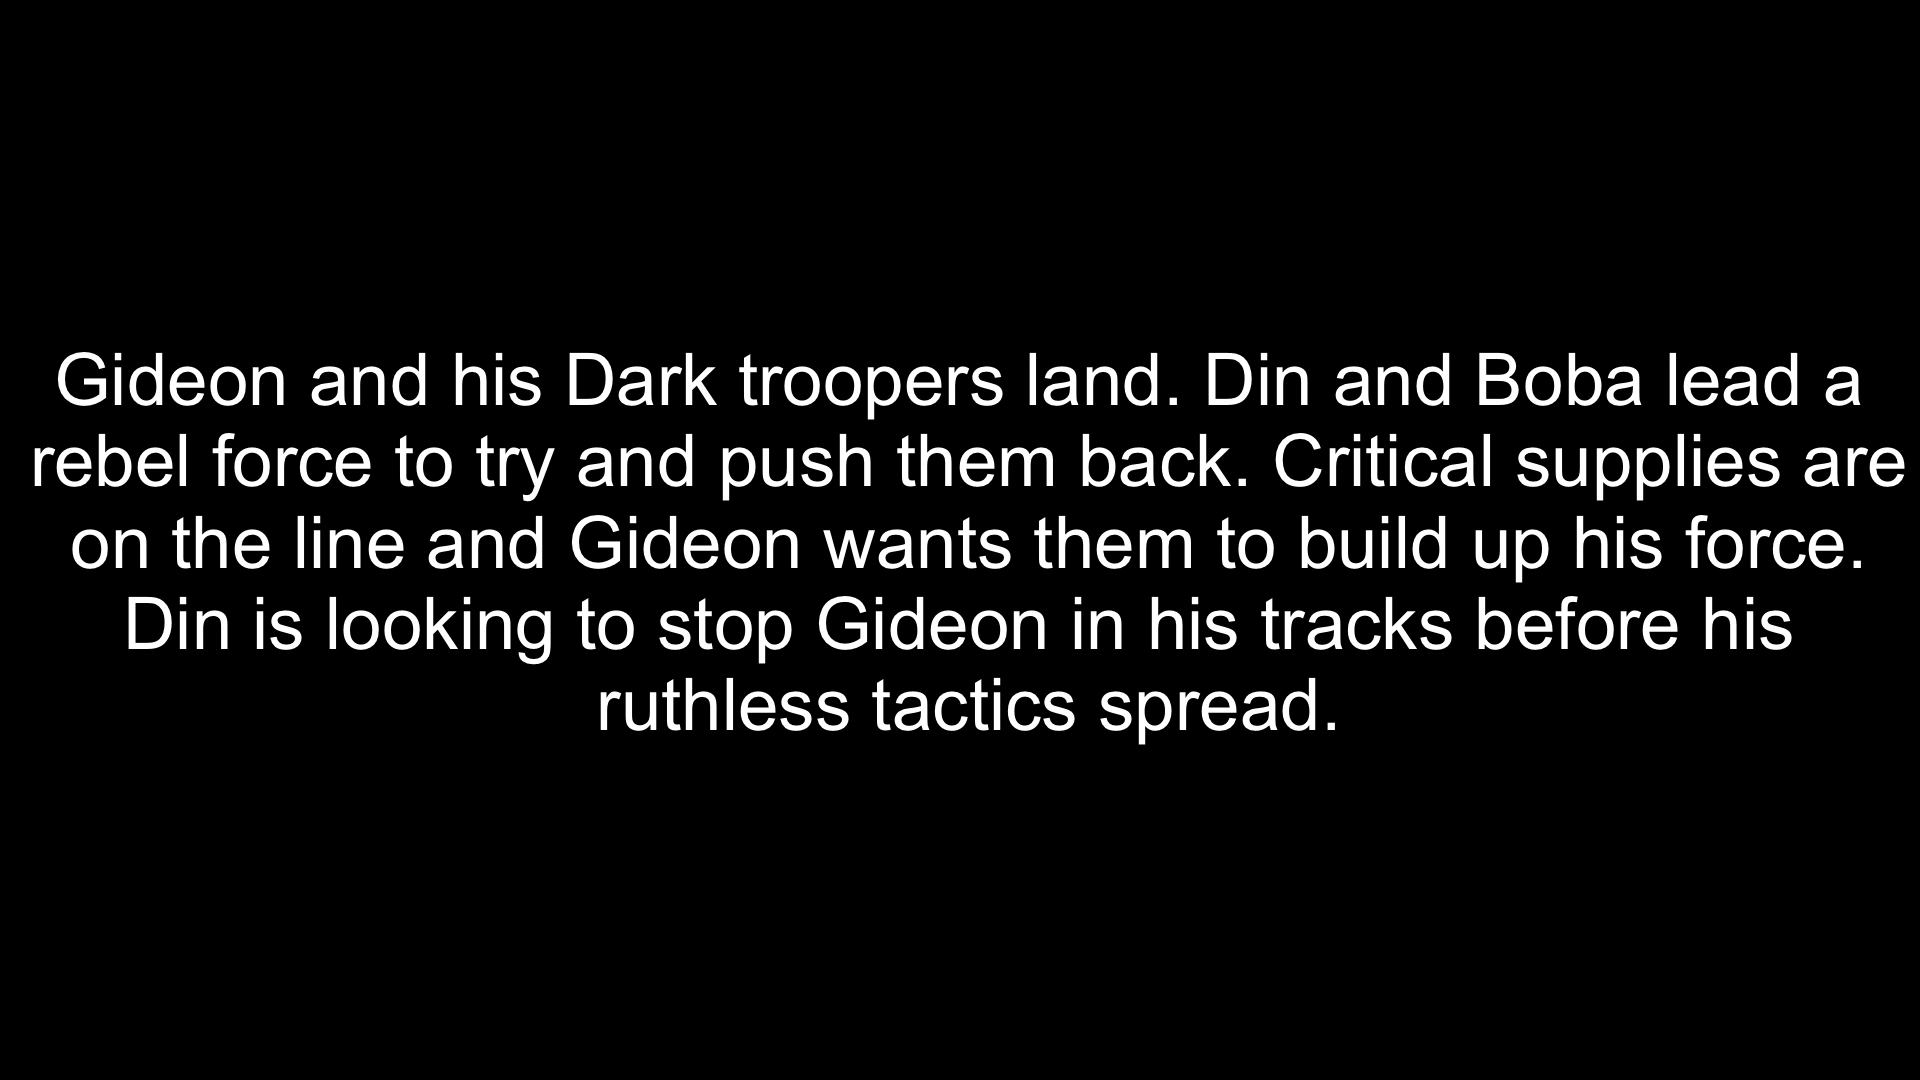 Gideon and his Dark troopers land. Din and Boba lead a
rebel force to try and push them back. Critical supplies are
on the line and Gideon wants them to build up his force.
Din is looking to stop Gideon in his tracks before his
ruthless tactics spread.